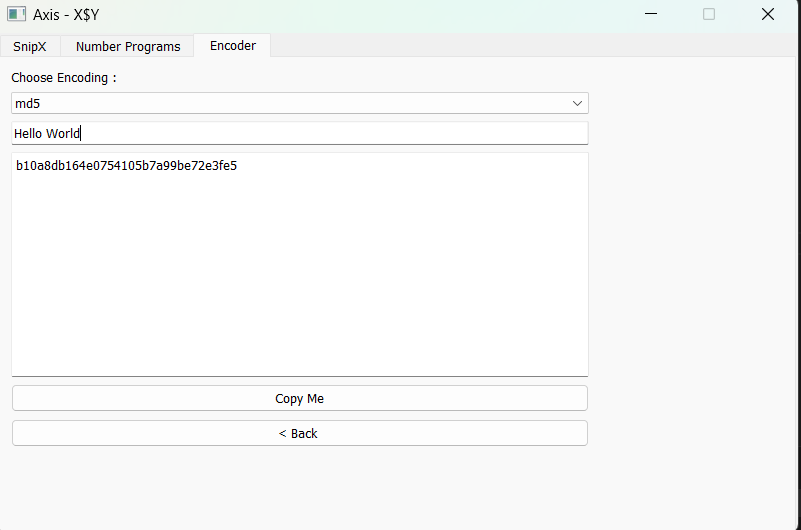 Axis - X$Y
SnipX Number Programs Encoder
Choose Encoding :
md5
Hello World
b10a8db164e0754105b7a99be72e3fe5
Copy Me
< Back